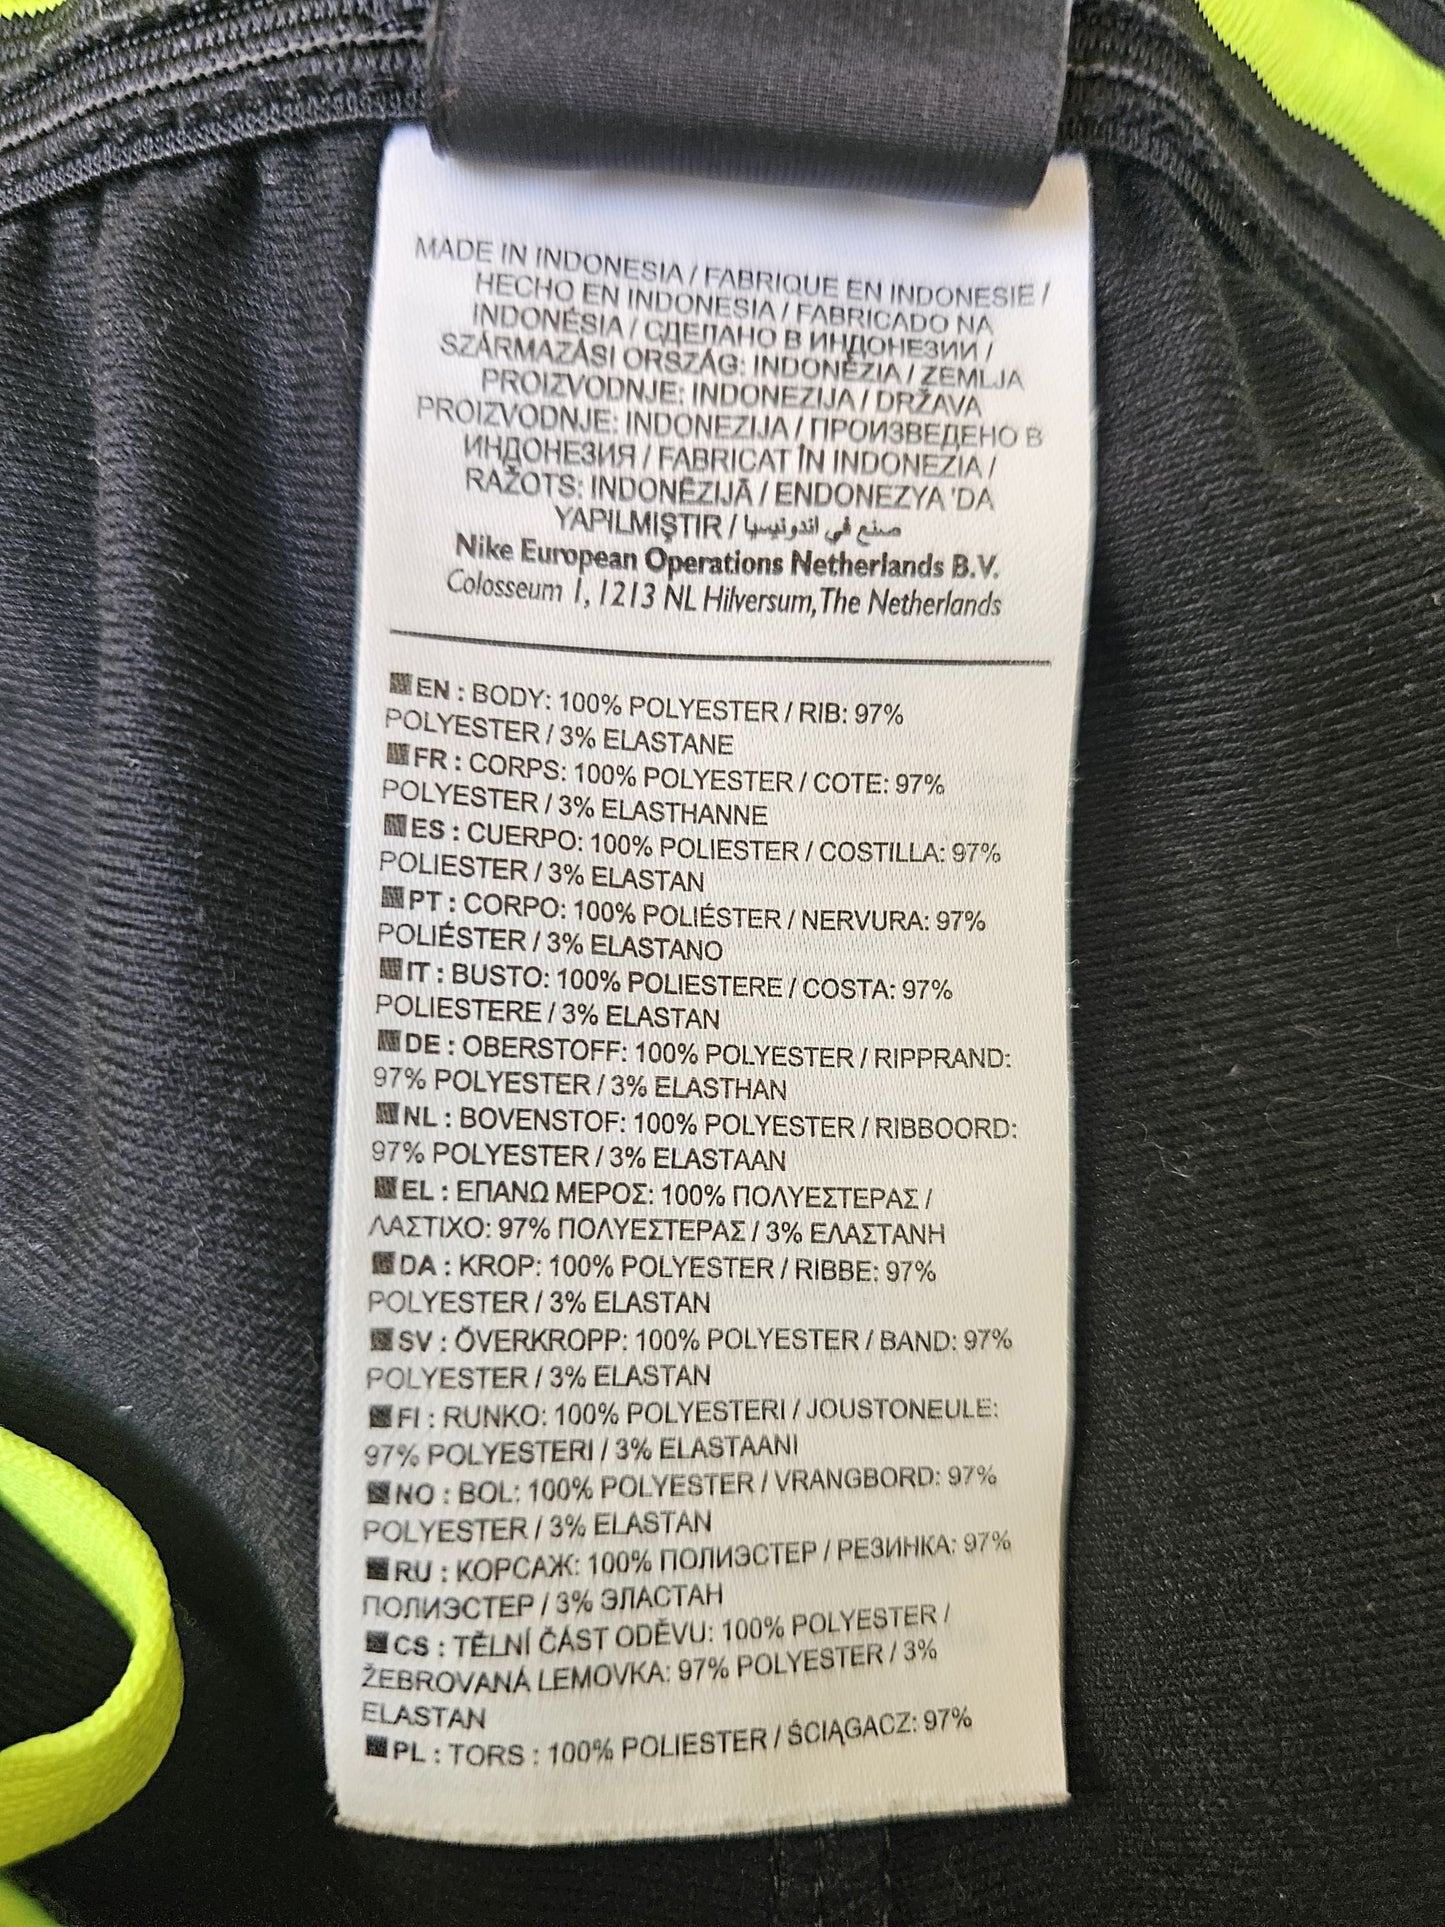 MADE IN INDONESIA / FABRIQUE EN INDONESIE /
HECHO EN INDONESIA / FABRICADO NA
INDONÉSIA / СДЕЛАНО В ИНДОНЕЗИИ /
SZÁRMAZÁSI ORSZÁG: INDONÉZIA / ZEMLJA
PROIZVODNJE: INDONEZIJA / DRŽAVA
PROIZVODNJE: INDONEZIJA / ПРОИЗВЕДЕНО В
ИНДОНЕЗИЯ / FABRICAT ÎN INDONEZIA /
RAŽOTS: INDONĒZIJĀ / ENDONEZYA 'DA
YAPILMIŞTIR / صنع في اندونيسيا
Nike European Operations Netherlands B.V.
Colosseum 1, 1213 NL Hilversum, The Netherlands
EN : BODY: 100% POLYESTER / RIB: 97%
POLYESTER / 3% ELASTANE
FR : CORPS: 100% POLYESTER / COTE: 97%
POLYESTER / 3% ELASTHANNE
ES : CUERPO: 100% POLIESTER / COSTILLA: 97%
POLIESTER / 3% ELASTAN
PT : CORPO: 100% POLIÉSTER / NERVURA: 97%
POLIÉSTER / 3% ELASTANO
IT : BUSTO: 100% POLIESTERE / COSTA: 97%
POLIESTERE / 3% ELASTAN
DE : OBERSTOFF: 100% POLYESTER / RIPPRAND:
97% POLYESTER / 3% ELASTHAN
NL : BOVENSTOF: 100% POLYESTER / RIBBOORD:
97% POLYESTER / 3% ELASTAAN
EL : ΕΠΑΝΩ ΜΕΡΟΣ: 100% ΠΟΛΥΕΣΤΕΡΑΣ /
ΛΑΣΤΙΧΟ: 97% ΠΟΛΥΕΣΤΕΡΑΣ / 3% ΕΛΑΣΤΑΝΗ
DA : KROP: 100% POLYESTER / RIBBE: 97%
POLYESTER / 3% ELASTAN
SV : ÖVERKROPP: 100% POLYESTER / BAND: 97%
POLYESTER / 3% ELASTAN
FI : RUNKO: 100% POLYESTERI / JOUSTONEULE:
97% POLYESTERI / 3% ELASTAANI
NO : BOL: 100% POLYESTER / VRANGBORD: 97%
POLYESTER / 3% ELASTAN
RU : КОРСАЖ: 100% ПОЛИЭСТЕР / РЕЗИНКА: 97%
ПОЛИЭСТЕР / 3% ЭЛАСТАН
CS : TĚLNÍ ČÁST ODĚVU: 100% POLYESTER /
ŽEBROVANÁ LEMOVKA: 97% POLYESTER / 3%
ELASTAN
PL : TORS : 100% POLIESTER / ŚCIĄGACZ: 97%